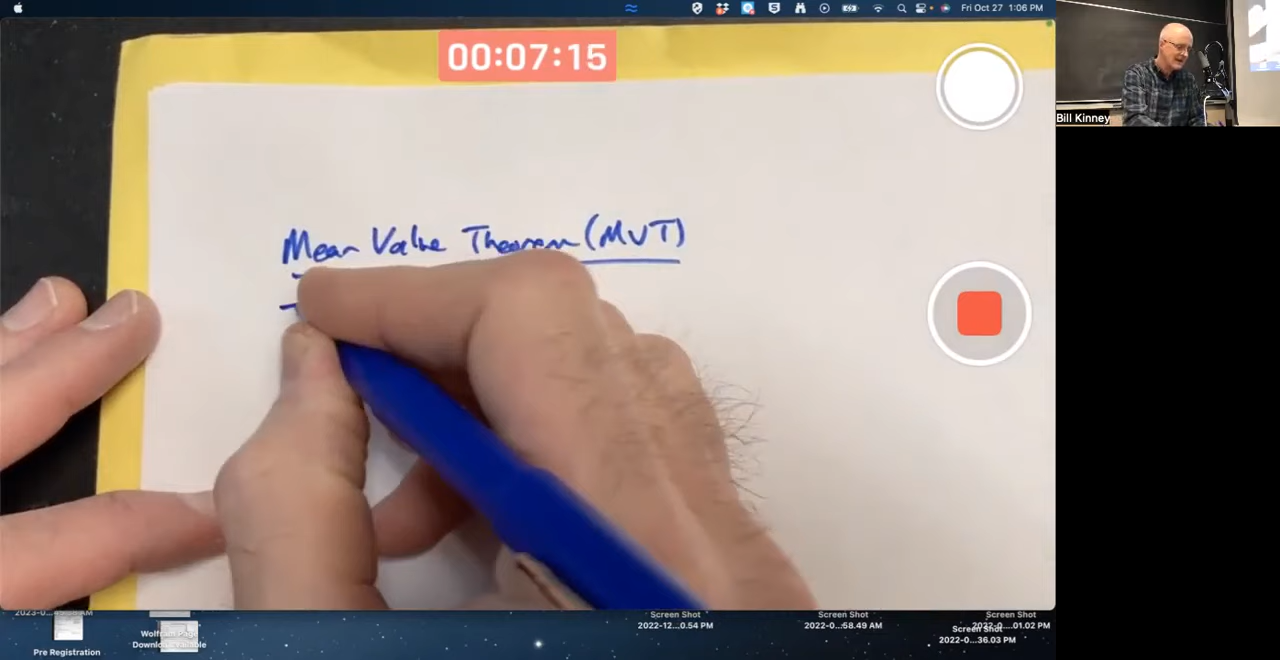 Fri Oct 27 1:06 PM
00:07:15
Bill Kinney
Mean Value Theorem (MVT)
Screen Shot
2022-12...0.54 PM
Screen Shot
2022-0...58.49 AM
Screen Shot
01.02 PM
Screen Shot
2022-0...36.03 PM
Pre Registration
Wolfram Page